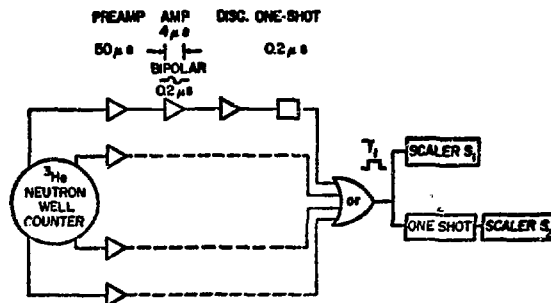 PREAMP AMP DISC. ONE-SHOT
4μs
50μs 0.2μs
BIPOLAR
0.2μs
³He
NEUTRON
WELL
COUNTER
or
γ₁
SCALER S₁
ONE SHOT
SCALER S₂